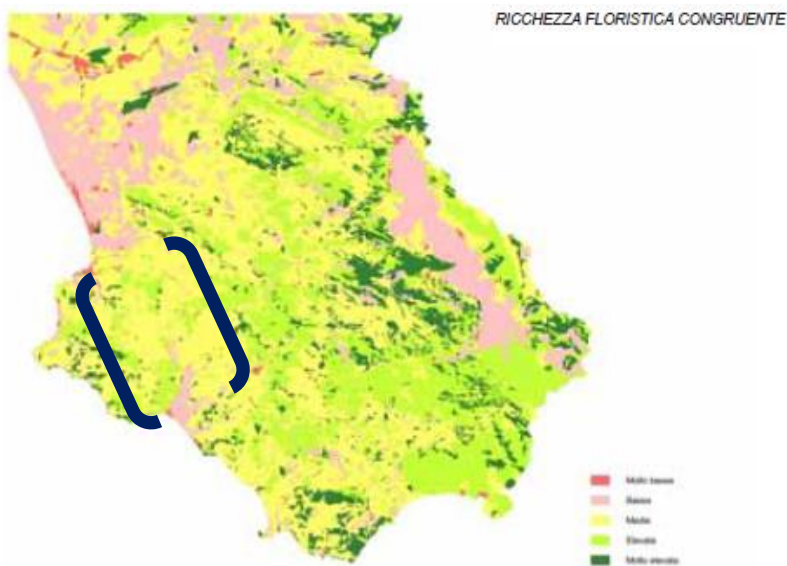 RICCHEZZA FLORISTICA CONGRUENTE
Molto bassa
Bassa
Media
Elevata
Molto elevata